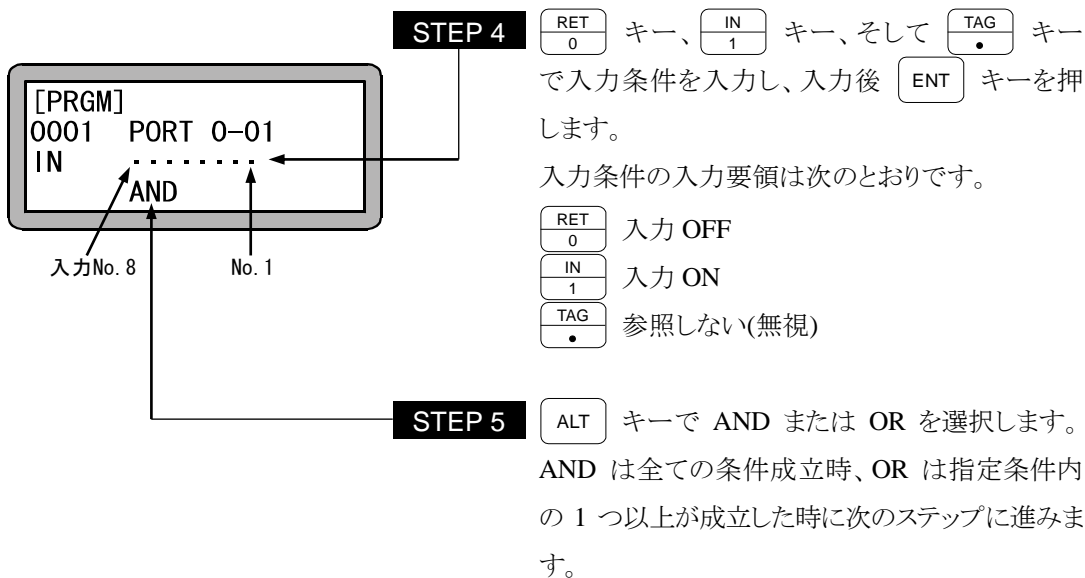 STEP 4
RET 0 キー、 IN 1 キー、そして TAG • キー
で入力条件を入力し、入力後 ENT キーを押
します。
入力条件の入力要領は次のとおりです。
RET 0 入力 OFF
IN 1 入力 ON
TAG • 参照しない(無視)
[PRGM]
0001 PORT 0-01
IN ········
AND
入力No.8 No.1
STEP 5
ALT キーで AND または OR を選択します。
AND は全ての条件成立時、OR は指定条件内
の 1 つ以上が成立した時に次のステップに進みま
す。